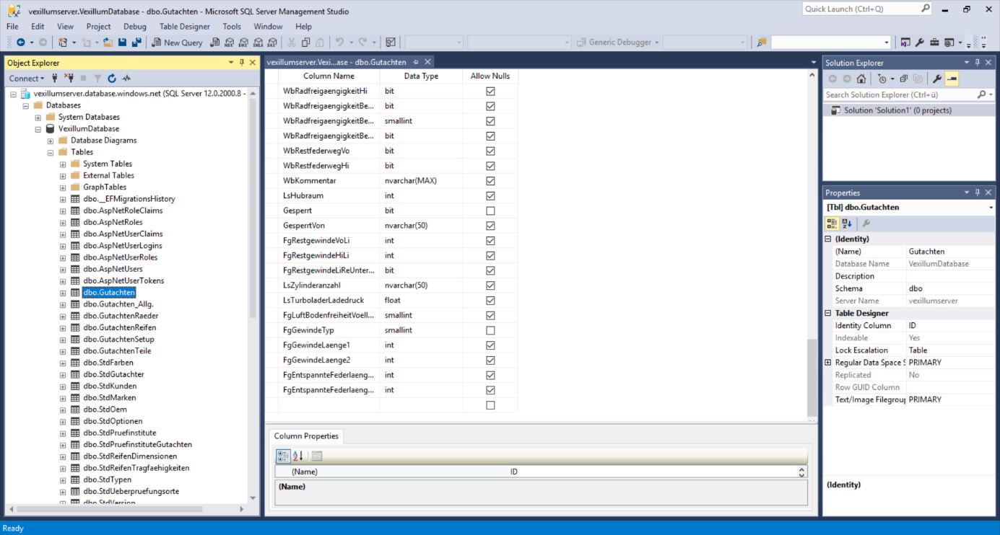 vexillumserver.VexillumDatabase - dbo.Gutachten - Microsoft SQL Server Management Studio
Quick Launch (Ctrl+Q)
File Edit View Project Debug Table Designer Tools Window Help
New Query
Generic Debugger
Object Explorer
Connect
vexillumserver.database.windows.net (SQL Server 12.0.2000.8 -
Databases
System Databases
VexillumDatabase
Database Diagrams
Tables
System Tables
External Tables
GraphTables
dbo.__EFMigrationsHistory
dbo.AspNetRoleClaims
dbo.AspNetRoles
dbo.AspNetUserClaims
dbo.AspNetUserLogins
dbo.AspNetUserRoles
dbo.AspNetUsers
dbo.AspNetUserTokens
dbo.Gutachten
dbo.Gutachten_Allg.
dbo.GutachtenRaeder
dbo.GutachtenReifen
dbo.GutachtenSetup
dbo.GutachtenTeile
dbo.StdFarben
dbo.StdGutachter
dbo.StdKunden
dbo.StdMarken
dbo.StdOem
dbo.StdOptionen
dbo.StdPruefinstitute
dbo.StdPruefinstituteGutachten
dbo.StdReifenDimensionen
dbo.StdReifenTragfaehigkeiten
dbo.StdTypen
dbo.StdUeberpruefungsorte
dbo.StdVersion
vexillumserver.Vexi...ase - dbo.Gutachten
Column Name Data Type Allow Nulls
WbRadfreigaengigkeitHi bit
WbRadfreigaengigkeitBe... bit
WbRadfreigaengigkeitBe... smallint
WbRadfreigaengigkeitBe... bit
WbRestfederwegVo bit
WbRestfederwegHi bit
WbKommentar nvarchar(MAX)
LsHubraum int
Gesperrt bit
GesperrtVon nvarchar(50)
FgRestgewindeVoLi int
FgRestgewindeHiLi int
FgRestgewindeLiReUnter... bit
LsZylinderanzahl nvarchar(50)
LsTurboladerLadedruck float
FgLuftBodenfreiheitVoell... smallint
FgGewindeTyp smallint
FgGewindeLaenge1 int
FgGewindeLaenge2 int
FgEntspannteFederlaeng... int
FgEntspannteFederlaeng... int
Column Properties
(Name) ID
(Name)
Solution Explorer
Search Solution Explorer (Ctrl+ü)
Solution 'Solution1' (0 projects)
Properties
[Tbl] dbo.Gutachten
(Identity)
(Name) Gutachten
Database Name VexillumDatabase
Description
Schema dbo
Server Name vexillumserver
Table Designer
Identity Column ID
Indexable Yes
Lock Escalation Table
Regular Data Space S PRIMARY
Replicated No
Row GUID Column
Text/Image Filegroup PRIMARY
(Identity)
Ready